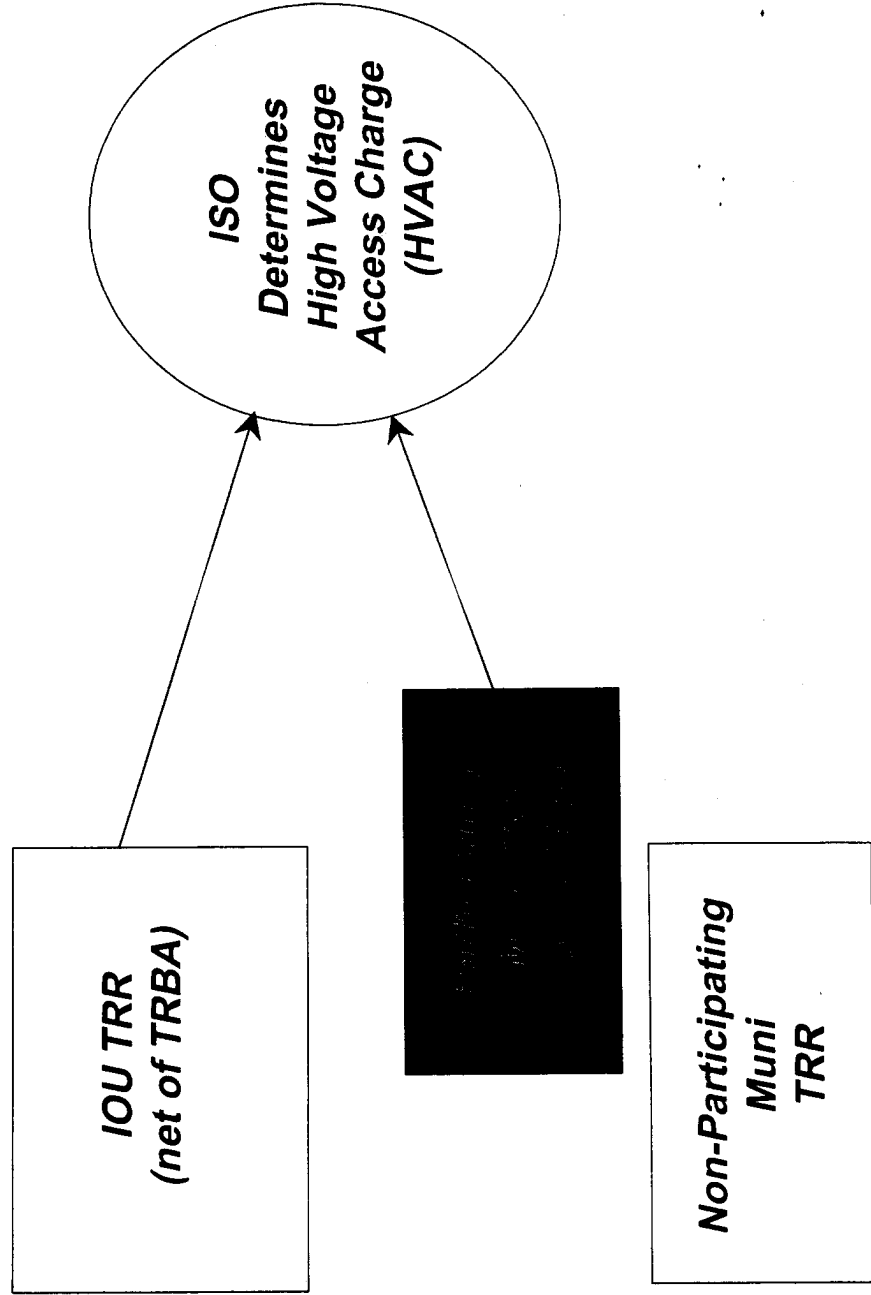 IOU TRR
(net of TRBA)
ISO
Determines
High Voltage
Access Charge
(HVAC)
Non-Participating
Muni
TRR